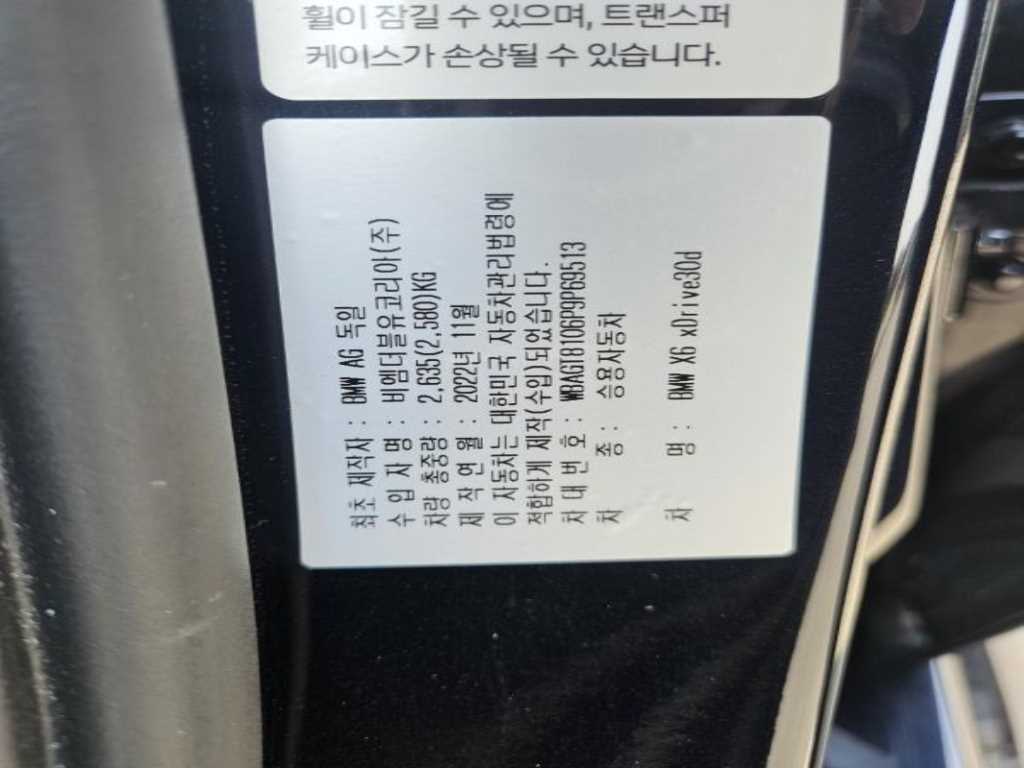 휠이 잠길 수 있으며, 트랜스퍼
케이스가 손상될 수 있습니다.
최초 제작자 : BMW AG 독일
수 입 자 명 : 비엠더블유코리아(주)
차량 총중량 : 2,635(2,580)KG
제 작 연 월 : 2022년 11월
이 자동차는 대한민국 자동차관리법령에
적합하게 제작(수입)되었습니다.
차 대 번 호 : WBAGT8106P9P69513
차 종 : 승용자동차
차 명 : BMW X6 xDrive30d